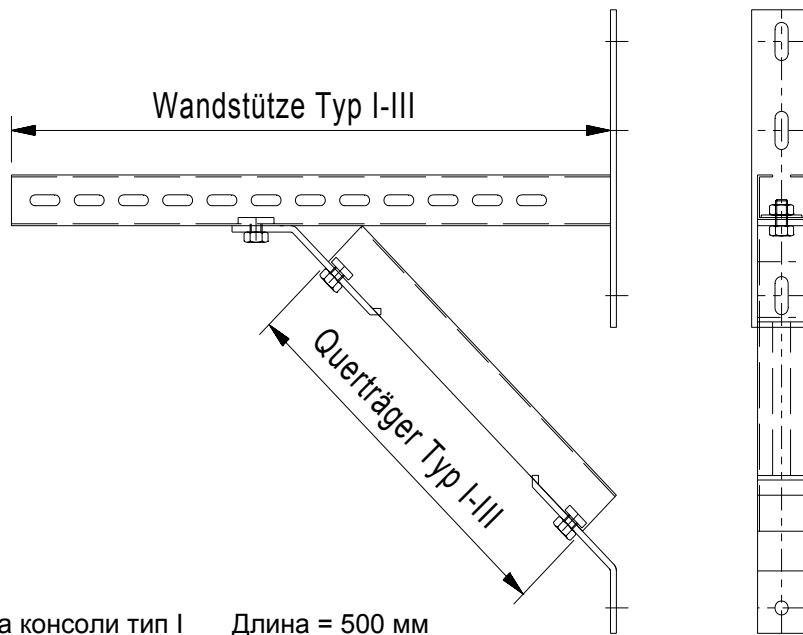 Wandstütze Typ I-III
Querträger Typ I-III
а консоли тип I Длина = 500 мм